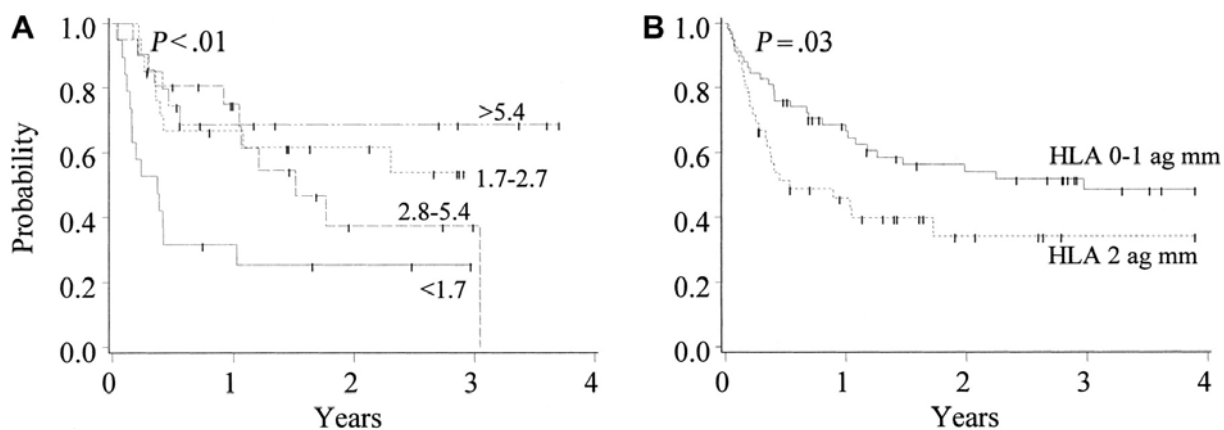 A
P < .01
Probability
1.0
0.8
0.6
0.4
0.2
0.0
>5.4
1.7-2.7
2.8-5.4
<1.7
0 1 2 3 4
Years
B
P = .03
1.0
0.8
0.6
0.4
0.2
0.0
HLA 0-1 ag mm
HLA 2 ag mm
0 1 2 3 4
Years